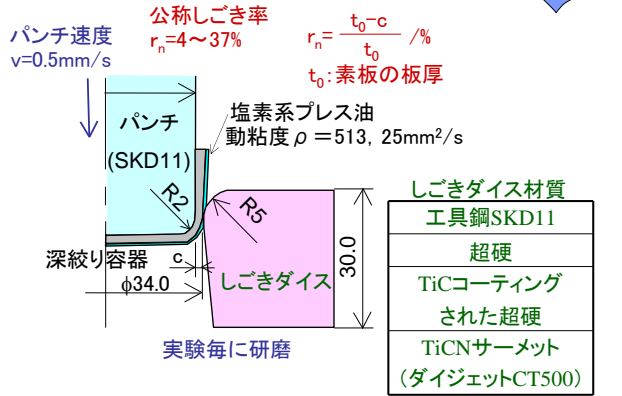 公称しごき率
rₙ=4～37%
rₙ= t₀-c / t₀ /%
t₀:素板の板厚
パンチ速度
v=0.5mm/s
塩素系プレス油
動粘度ρ=513, 25mm²/s
パンチ
(SKD11)
R2
R5
深絞り容器
c
φ34.0
しごきダイス
30.0
実験毎に研磨
しごきダイス材質
工具鋼SKD11
超硬
TiCコーティング
された超硬
TiCNサーメット
(ダイジェットCT500)